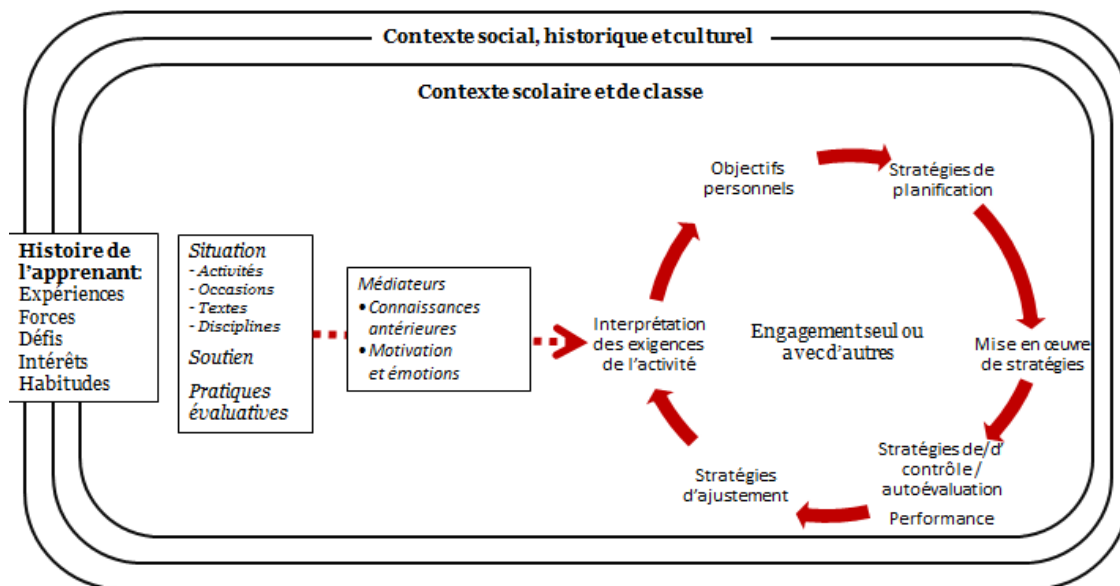 Contexte social, historique et culturel
Contexte scolaire et de classe
Histoire de
l'apprenant:
Expériences
Forces
Défis
Intérêts
Habitudes
Situation
- Activités
- Occasions
- Textes
- Disciplines
Soutien
Pratiques
évaluatives
Médiateurs
• Connaissances
antérieures
• Motivation
et émotions
Interprétation
des exigences
de l'activité
Objectifs
personnels
Stratégies de
planification
Engagement seul ou
avec d'autres
Mise en œuvre
de stratégies
Stratégies de/d'
contrôle /
autoévaluation
Performance
Stratégies
d'ajustement